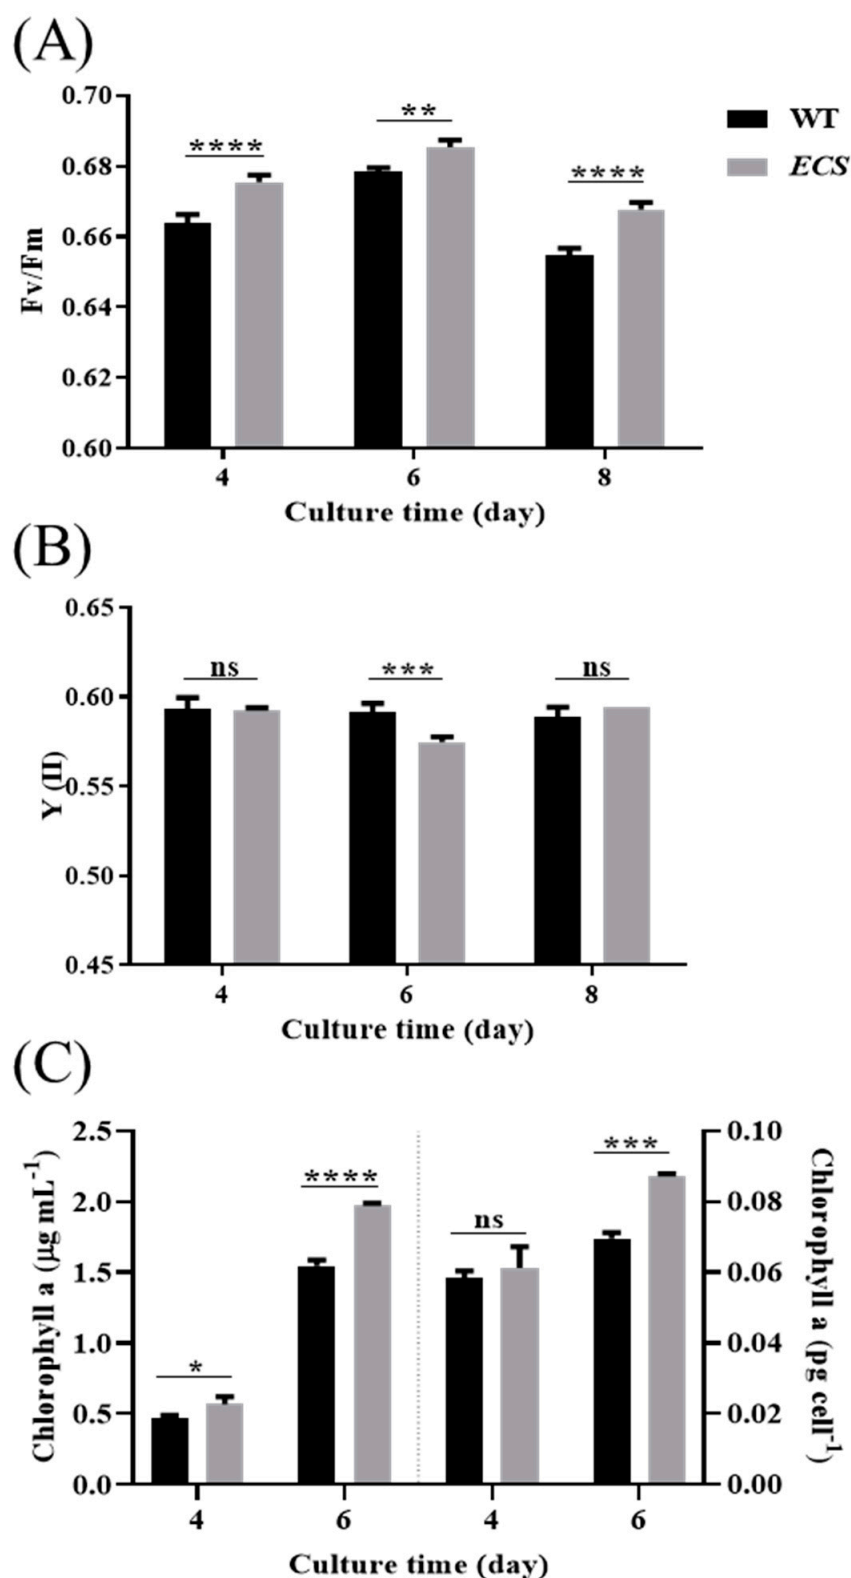 (A)
0.70
0.68
0.66
0.64
0.62
0.60
Fv/Fm
****
**
****
WT
ECS
4 6 8
Culture time (day)
(B)
0.65
0.60
0.55
0.50
0.45
Y (II)
ns
***
ns
4 6 8
Culture time (day)
(C)
2.5
2.0
1.5
1.0
0.5
0.0
Chlorophyll a (μg mL-1)
*
****
ns
***
0.10
0.08
0.06
0.04
0.02
0.00
Chlorophyll a (pg cell-1)
4 6 4 6
Culture time (day)